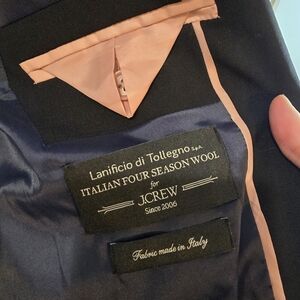 Lanificio di Tollegno S.p.A.
ITALIAN FOUR SEASON WOOL
for
J.CREW
Since 2006
Fabric made in Italy